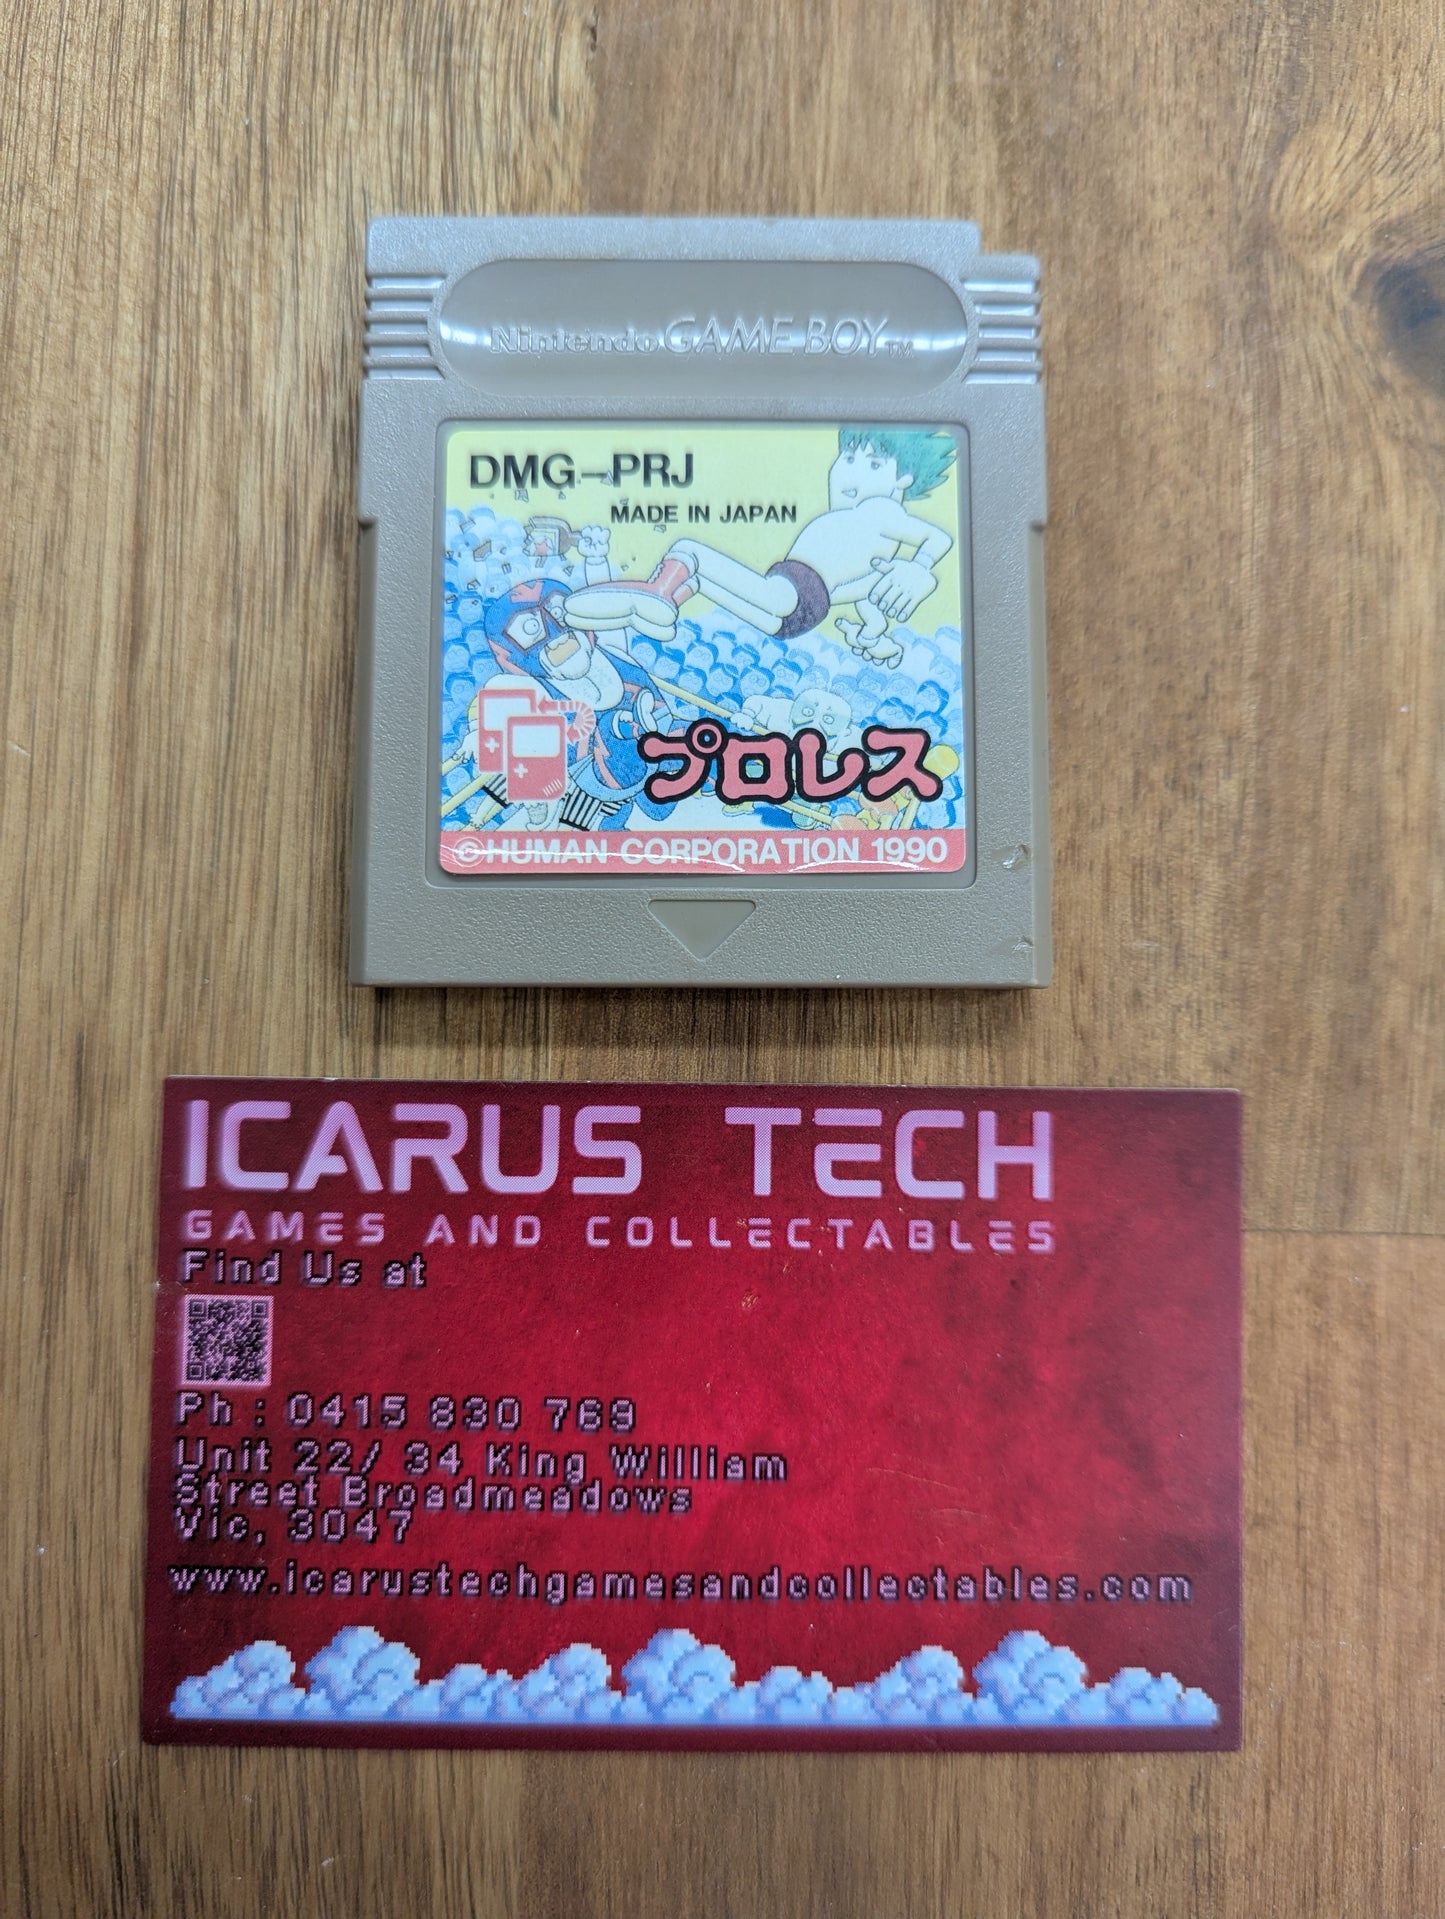 Nintendo GAME BOY™
DMG-PRJ
MADE IN JAPAN
プロレス
©HUMAN CORPORATION 1990
ICARUS TECH
GAMES AND COLLECTABLES
Find Us at
Ph : 0415 830 769
Unit 22/ 34 King William
Street Broadmeadows
Vic, 3047
www.icarustechgamesandcollectables.com